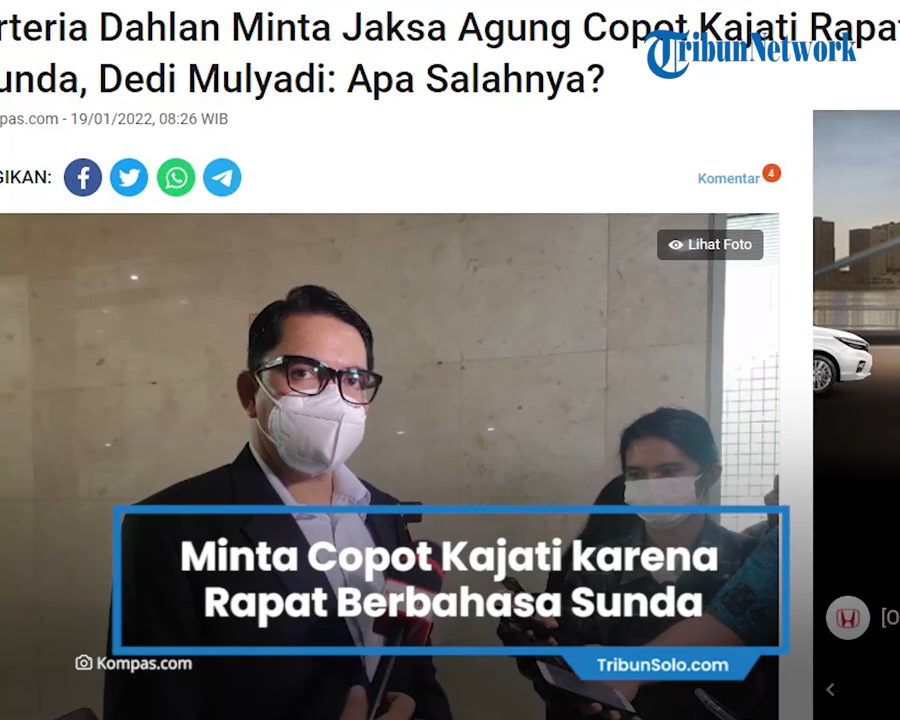 rteria Dahlan Minta Jaksa Agung Copot Kajati Rapat
TribunNetwork
unda, Dedi Mulyadi: Apa Salahnya?
pas.com - 19/01/2022, 08:26 WIB
GIKAN:
Komentar 4
Lihat Foto
Minta Copot Kajati karena
Rapat Berbahasa Sunda
Kompas.com
TribunSolo.com
[O